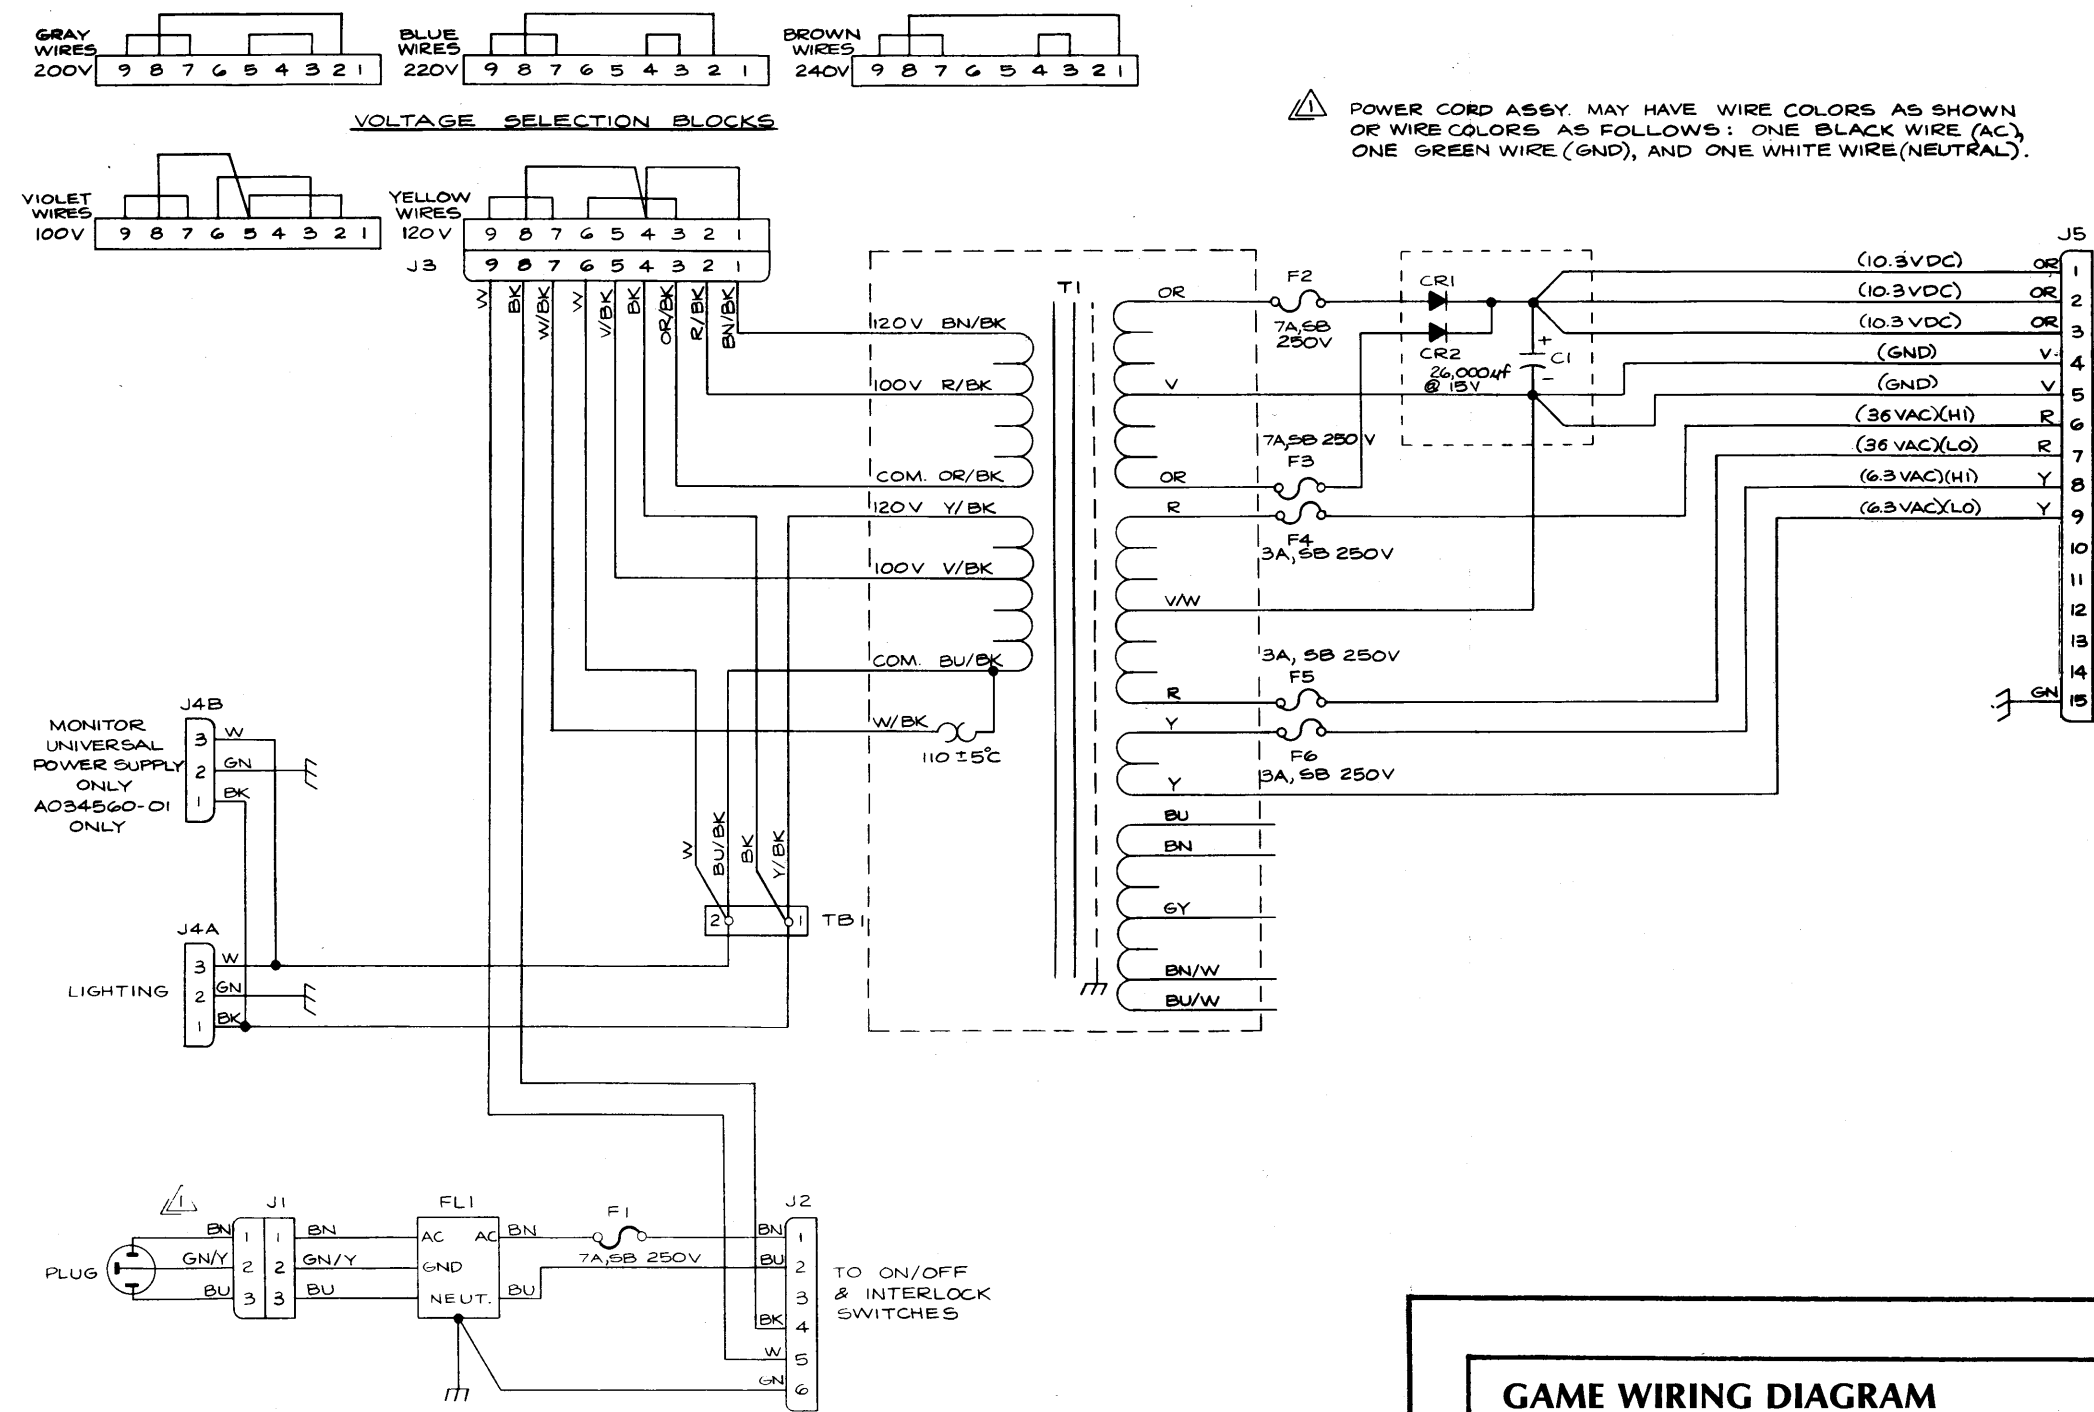 GRAY
WIRES
200V
9 8 7 6 5 4 3 2 1
BLUE
WIRES
220V
9 8 7 6 5 4 3 2 1
BROWN
WIRES
240V
9 8 7 6 5 4 3 2 1
VOLTAGE SELECTION BLOCKS
1
POWER CORD ASSY. MAY HAVE WIRE COLORS AS SHOWN
OR WIRE COLORS AS FOLLOWS: ONE BLACK WIRE (AC),
ONE GREEN WIRE (GND), AND ONE WHITE WIRE (NEUTRAL).
VIOLET
WIRES
100V
9 8 7 6 5 4 3 2 1
YELLOW
WIRES
120V
9 8 7 6 5 4 3 2 1
J3
9 8 7 6 5 4 3 2 1
W
BK
W/BK
W
V/BK
BK
OR/BK
R/BK
BN/BK
120V BN/BK
100V R/BK
COM. OR/BK
120V Y/BK
100V V/BK
COM. BU/BK
W/BK
110 ±5°C
T1
OR
V
OR
R
V/W
R
Y
Y
BU
BN
GY
BN/W
BU/W
F2
7A,SB
250V
7A,SB 250V
F3
F4
3A, SB 250V
3A, SB 250V
F5
F6
3A, SB 250V
CR1
CR2
26,000µf
@ 15V
+
C1
-
J5
(10.3VDC) OR 1
(10.3VDC) OR 2
(10.3VDC) OR 3
(GND) V 4
(GND) V 5
(36 VAC)(HI) R 6
(36 VAC)(LO) R 7
(6.3 VAC)(HI) Y 8
(6.3 VAC)(LO) Y 9
10
11
12
13
14
GN 15
J4B
MONITOR
UNIVERSAL
POWER SUPPLY
ONLY
A034560-01
ONLY
3 W
2 GN
1 BK
W
BU/BK
BK
Y/BK
2 1 TB1
J4A
LIGHTING
3 W
2 GN
1 BK
1
PLUG
BN
GN/Y
BU
J1
1 1
2 2
3 3
BN
GN/Y
BU
FL1
AC AC
GND
NEUT.
BN
BU
F1
7A,SB 250V
J2
BN 1
BU 2
3
BK 4
W 5
GN 6
TO ON/OFF
& INTERLOCK
SWITCHES
GAME WIRING DIAGRAM